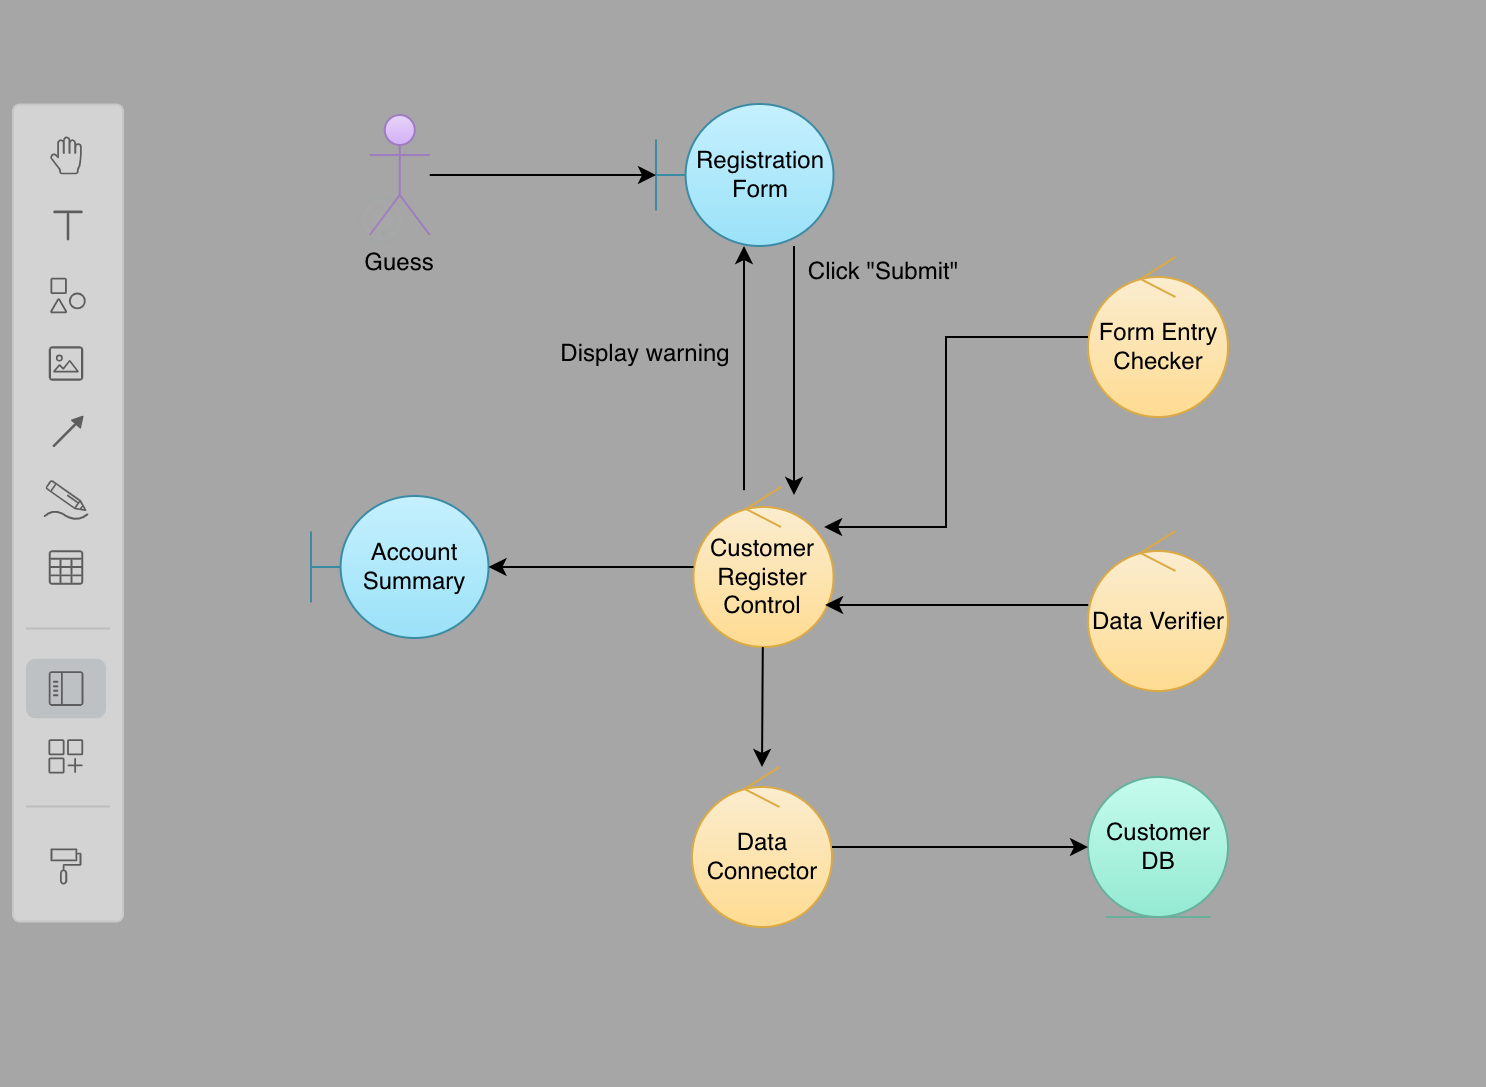 Registration
Form
Guess
Click "Submit"
Display warning
Form Entry
Checker
Account
Summary
Customer
Register
Control
Data Verifier
Data
Connector
Customer
DB